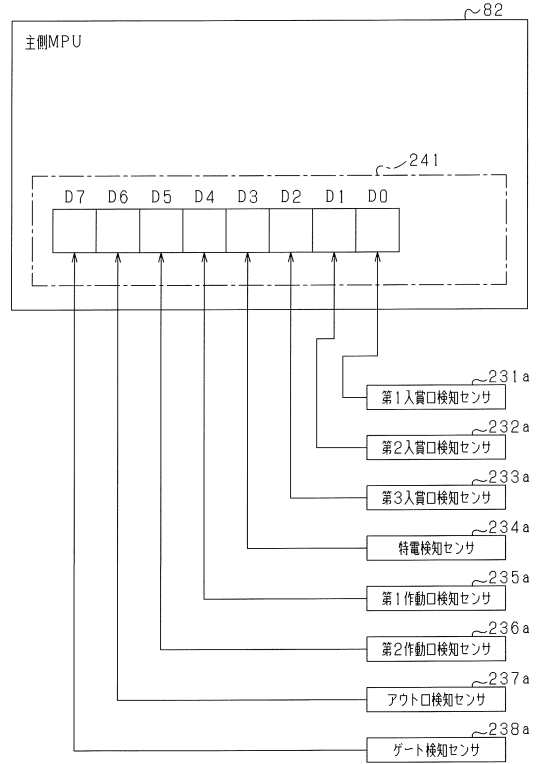 82
主側MPU
241
D7 D6 D5 D4 D3 D2 D1 D0
231a
第1入賞口検知センサ
232a
第2入賞口検知センサ
233a
第3入賞口検知センサ
234a
特電検知センサ
235a
第1作動口検知センサ
236a
第2作動口検知センサ
237a
アウト口検知センサ
238a
ゲート検知センサ